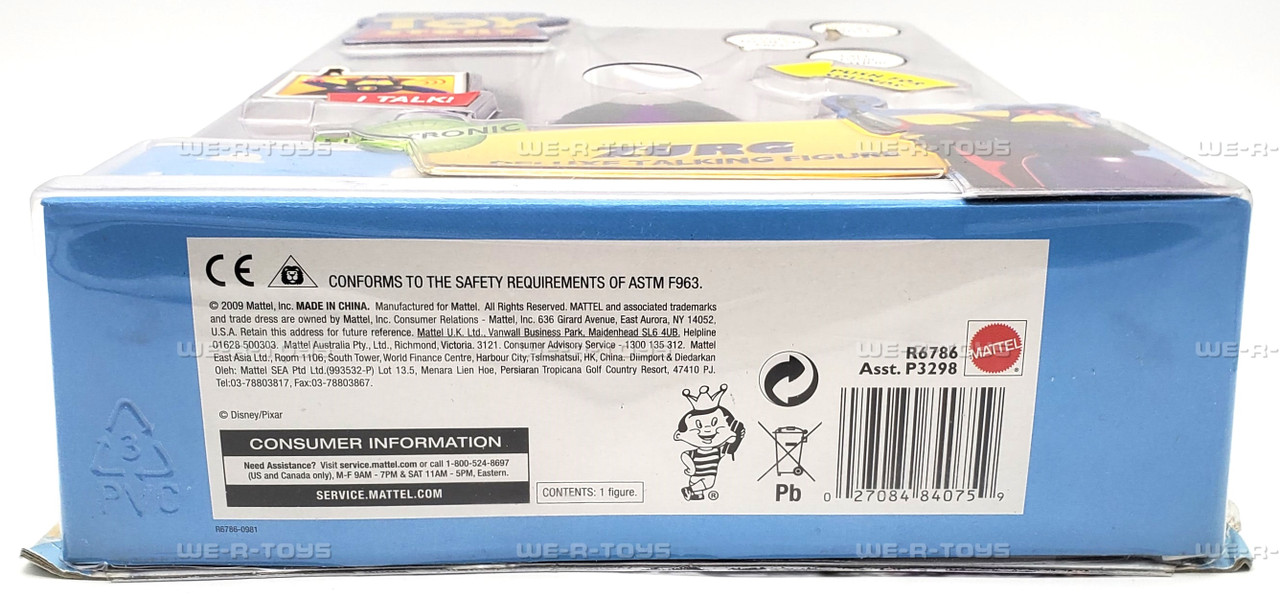 TOY
STORY
I TALK!
ZURG
DELUXE TALKING FIGURE
CE
CONFORMS TO THE SAFETY REQUIREMENTS OF ASTM F963.
© 2009 Mattel, Inc. MADE IN CHINA. Manufactured for Mattel. All Rights Reserved. MATTEL and associated trademarks
and trade dress are owned by Mattel, Inc. Consumer Relations - Mattel, Inc. 636 Girard Avenue, East Aurora, NY 14052,
U.S.A. Retain this address for future reference. Mattel U.K. Ltd., Vanwall Business Park, Maidenhead SL6 4UB. Helpline
01628 500303. Mattel Australia Pty., Ltd., Richmond, Victoria. 3121. Consumer Advisory Service - 1300 135 312. Mattel
East Asia Ltd., Room 1106, South Tower, World Finance Centre, Harbour City, Tsimshatsui, HK, China. Diimport & Diedarkan
Oleh: Mattel SEA Ptd Ltd.(993532-P) Lot 13.5, Menara Lien Hoe, Persiaran Tropicana Golf Country Resort, 47410 PJ.
Tel:03-78803817, Fax:03-78803867.
© Disney/Pixar
CONSUMER INFORMATION
Need Assistance? Visit service.mattel.com or call 1-800-524-8697
(US and Canada only), M-F 9AM - 7PM & SAT 11AM - 5PM, Eastern.
SERVICE.MATTEL.COM
CONTENTS: 1 figure.
R6786-0981
3
PVC
®
Pb
R6786
Asst. P3298
MATTEL
0 27084 84075 9
WE-R-TOYS WE-R-TOYS WE-R-TOYS WE-R-
WE-R-TOYS WE-R-TOYS WE-R-TOYS WE-R-
WE-R-TOYS WE-R-TOYS WE-R-TOYS WE-R-